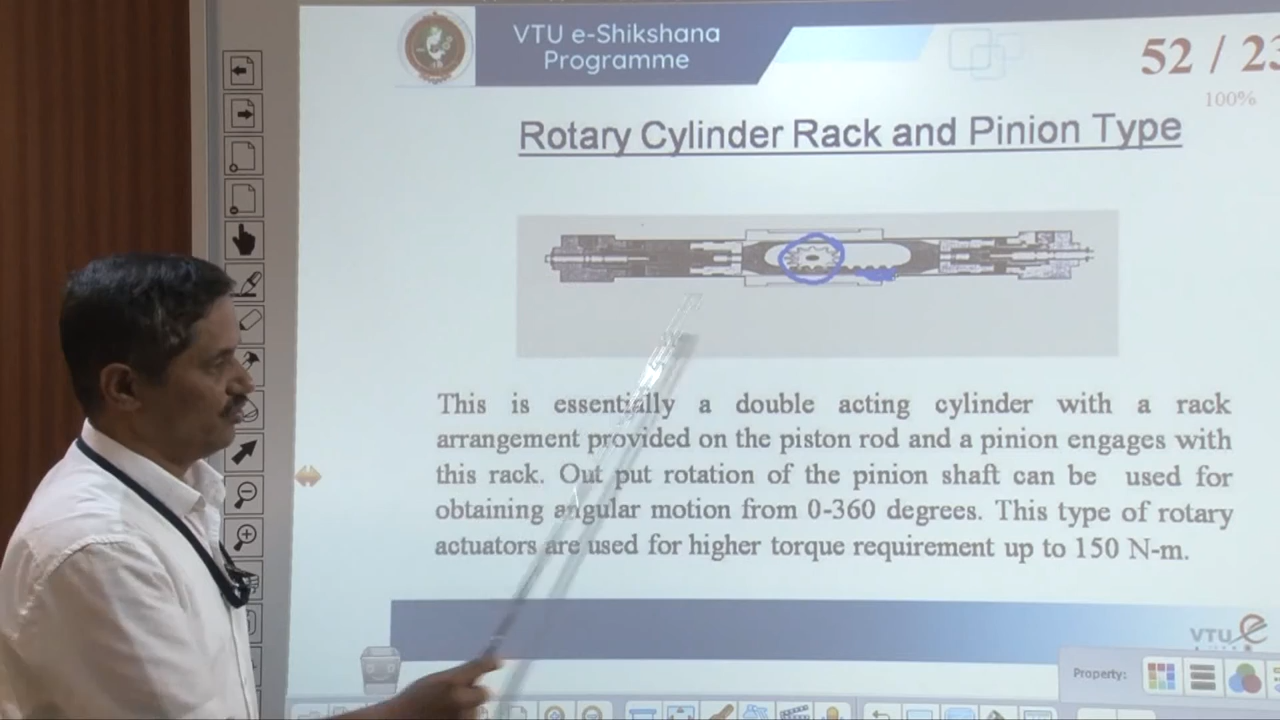 VTU e-Shikshana
Programme
52 / 23
100%
Rotary Cylinder Rack and Pinion Type
This is essentially a double acting cylinder with a rack
arrangement provided on the piston rod and a pinion engages with
this rack. Out put rotation of the pinion shaft can be used for
obtaining angular motion from 0-360 degrees. This type of rotary
actuators are used for higher torque requirement up to 150 N-m.
VTU e
Property: